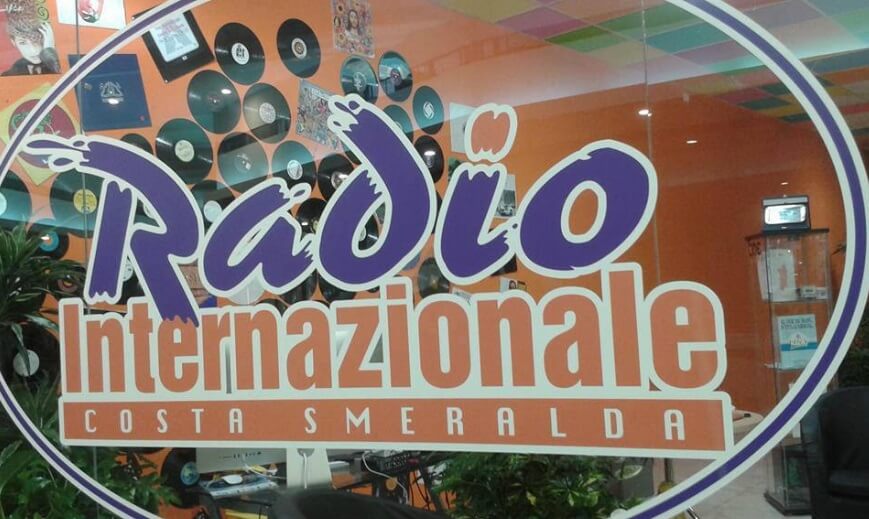 Radio
Internazionale
COSTA SMERALDA